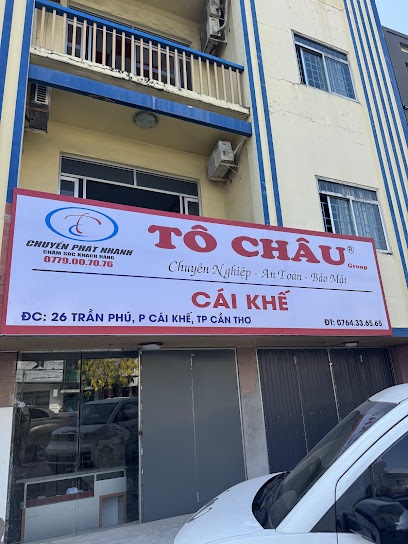 CHUYỂN PHÁT NHANH
CHĂM SÓC KHÁCH HÀNG
0779.00.70.76
TÔ CHÂU® Group
Chuyên Nghiệp - An Toàn - Bảo Mật
CÁI KHẾ
ĐC: 26 TRẦN PHÚ, P CÁI KHẾ, TP CẦN THƠ
ĐT: 0764.33.65.65